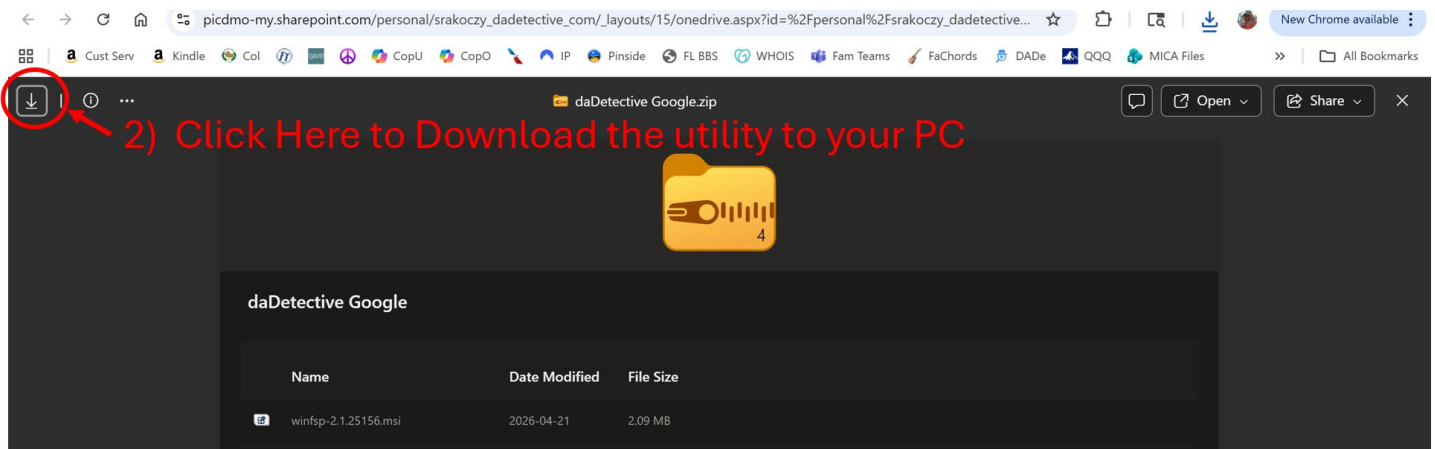 picdmo-my.sharepoint.com/personal/srakoczy_dadetective_com/_layouts/15/onedrive.aspx?id=%2Fpersonal%2Fsrakoczy_dadetective... New Chrome available
Cust Serv Kindle Col CopU CopO IP Pinside FL BBS WHOIS Fam Teams FaChords DADe QQQ MICA Files All Bookmarks
daDetective Google.zip Open Share
2) Click Here to Download the utility to your PC
4
daDetective Google
Name Date Modified File Size
winfsp-2.1.25156.msi 2026-04-21 2.09 MB